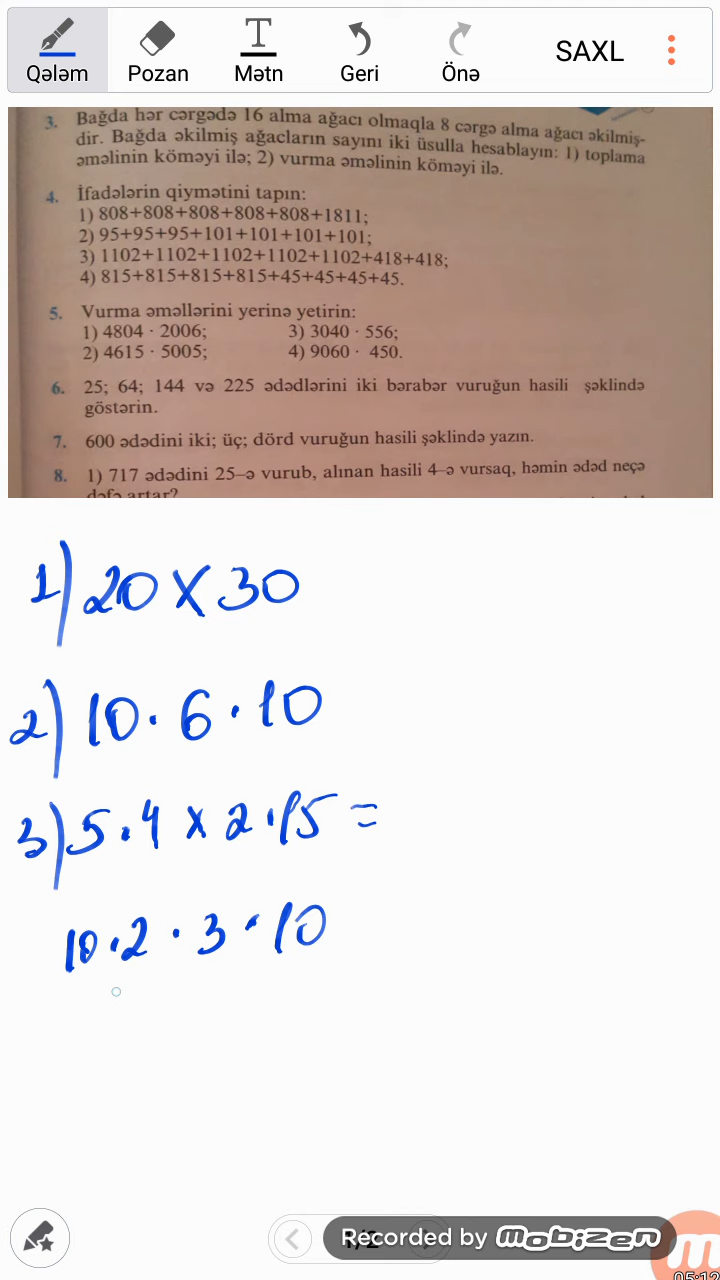 Qələm Pozan Mətn Geri Önə SAXL
3. Bağda hər cərgədə 16 alma ağacı olmaqla 8 cərgə alma ağacı əkilmiş-
dir. Bağda əkilmiş ağacların sayını iki üsulla hesablayın: 1) toplama
əməlinin köməyi ilə; 2) vurma əməlinin köməyi ilə.
4. İfadələrin qiymətini tapın:
1) 808+808+808+808+808+1811;
2) 95+95+95+101+101+101+101;
3) 1102+1102+1102+1102+1102+418+418;
4) 815+815+815+815+45+45+45+45.
5. Vurma əməllərini yerinə yetirin:
1) 4804 · 2006; 3) 3040 · 556;
2) 4615 · 5005; 4) 9060 · 450.
6. 25; 64; 144 və 225 ədədlərini iki bərabər vuruğun hasili şəklində
göstərin.
7. 600 ədədini iki; üç; dörd vuruğun hasili şəklində yazın.
8. 1) 717 ədədini 25–ə vurub, alınan hasili 4–ə vursaq, həmin ədəd neçə
dəfə artar?
1) 20 × 30
2) 10 · 6 · 10
3) 5 · 4 × 2 · 15 =
10 · 2 · 3 · 10
Recorded by mobizen
05:12